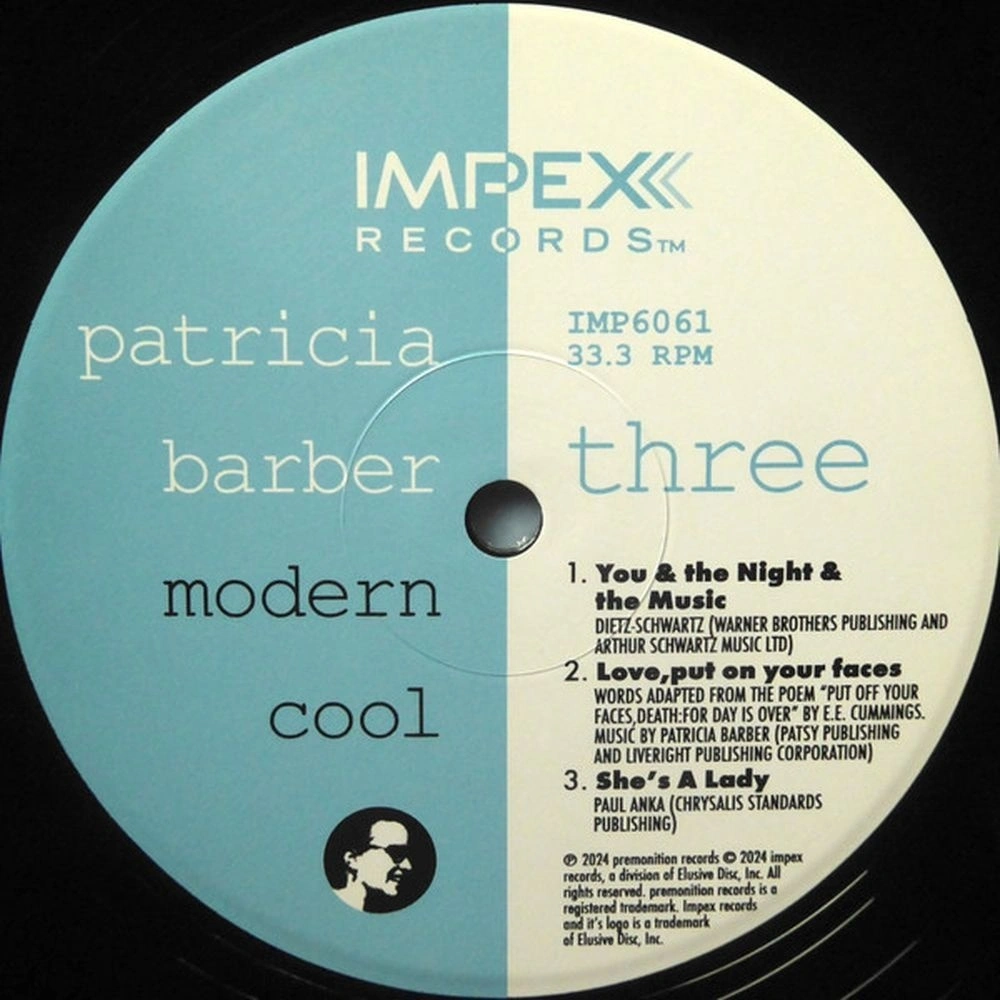 IMPEX
RECORDS™
patricia
barber
modern
cool
IMP6061
33.3 RPM
three
1. You & the Night &
the Music
DIETZ-SCHWARTZ (WARNER BROTHERS PUBLISHING AND
ARTHUR SCHWARTZ MUSIC LTD)
2. Love,put on your faces
WORDS ADAPTED FROM THE POEM "PUT OFF YOUR
FACES,DEATH:FOR DAY IS OVER" BY E.E. CUMMINGS.
MUSIC BY PATRICIA BARBER (PATSY PUBLISHING
AND LIVERIGHT PUBLISHING CORPORATION)
3. She's A Lady
PAUL ANKA (CHRYSALIS STANDARDS
PUBLISHING)
℗ 2024 premonition records © 2024 impex
records, a division of Elusive Disc, Inc. All
rights reserved. premonition records is a
registered trademark. Impex records
and it's logo is a trademark
of Elusive Disc, Inc.